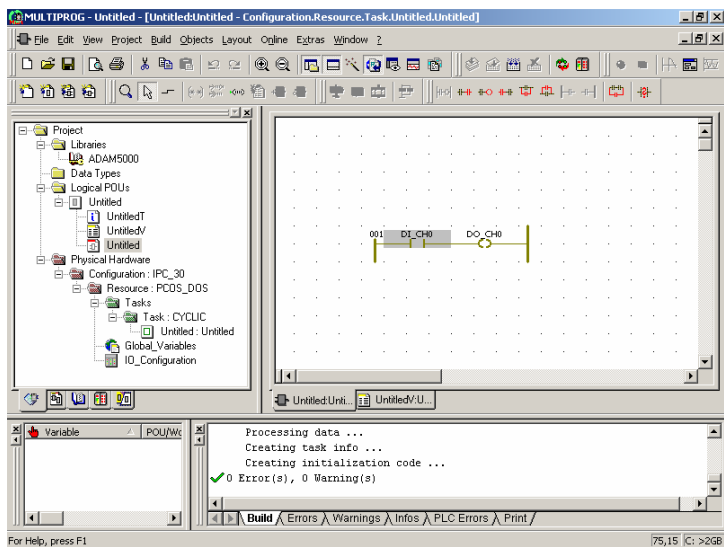 MULTIPROG - Untitled - [Untitled:Untitled - Configuration.Resource.Task.Untitled.Untitled]
File Edit View Project Build Objects Layout Online Extras Window ?
Project
Libraries
ADAM5000
Data Types
Logical POUs
Untitled
UntitledT
UntitledV
Untitled
Physical Hardware
Configuration : IPC_30
Resource : PCOS_DOS
Tasks
Task : CYCLIC
Untitled : Untitled
Global_Variables
IO_Configuration
001 DI_CH0 DO_CH0
Untitled:Unti... UntitledV:U...
Variable POU/Wo
Processing data ...
Creating task info ...
Creating initialization code ...
0 Error(s), 0 Warning(s)
Build Errors Warnings Infos PLC Errors Print
For Help, press F1 75,15 C: >2GB